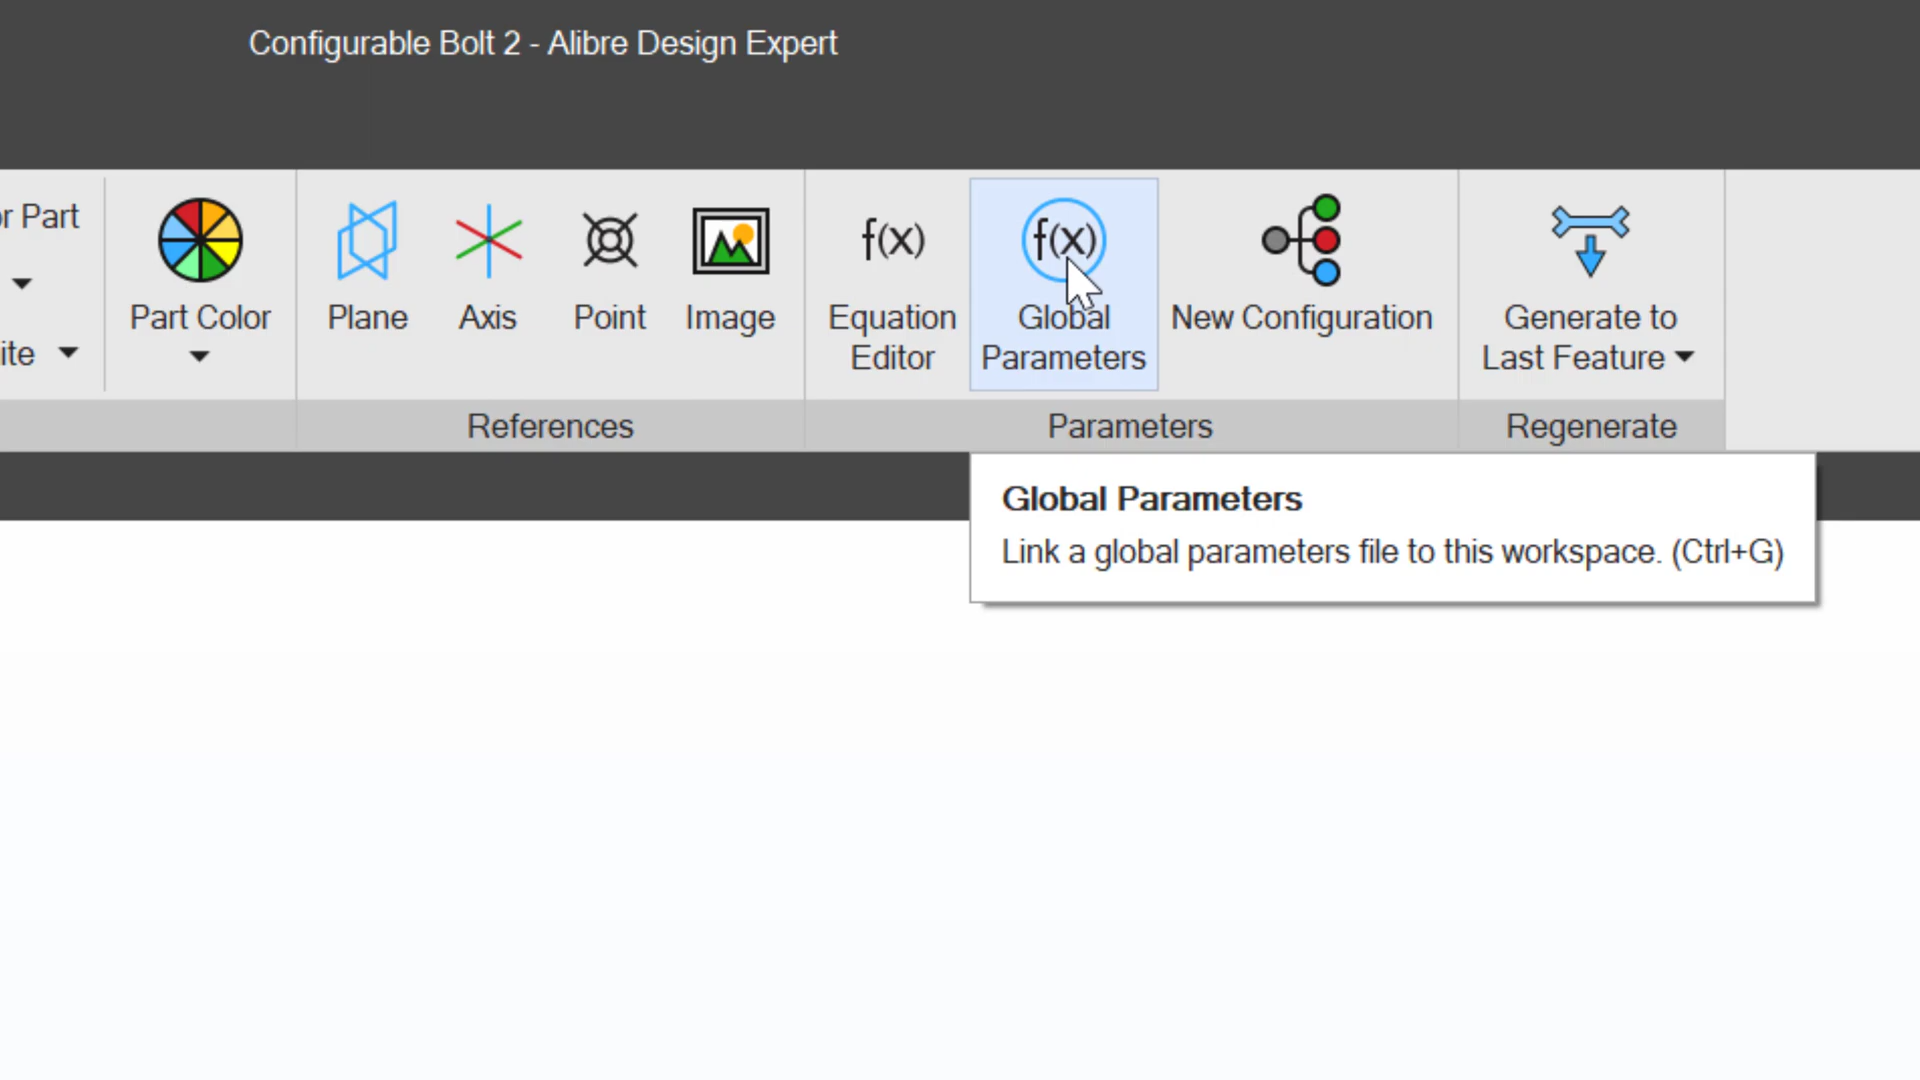 Configurable Bolt 2 - Alibre Design Expert
r Part
ite
Part Color
Plane
Axis
Point
Image
f(x)
Equation
Editor
f(x)
Global
Parameters
New Configuration
Generate to
Last Feature
References
Parameters
Regenerate
Global Parameters
Link a global parameters file to this workspace. (Ctrl+G)